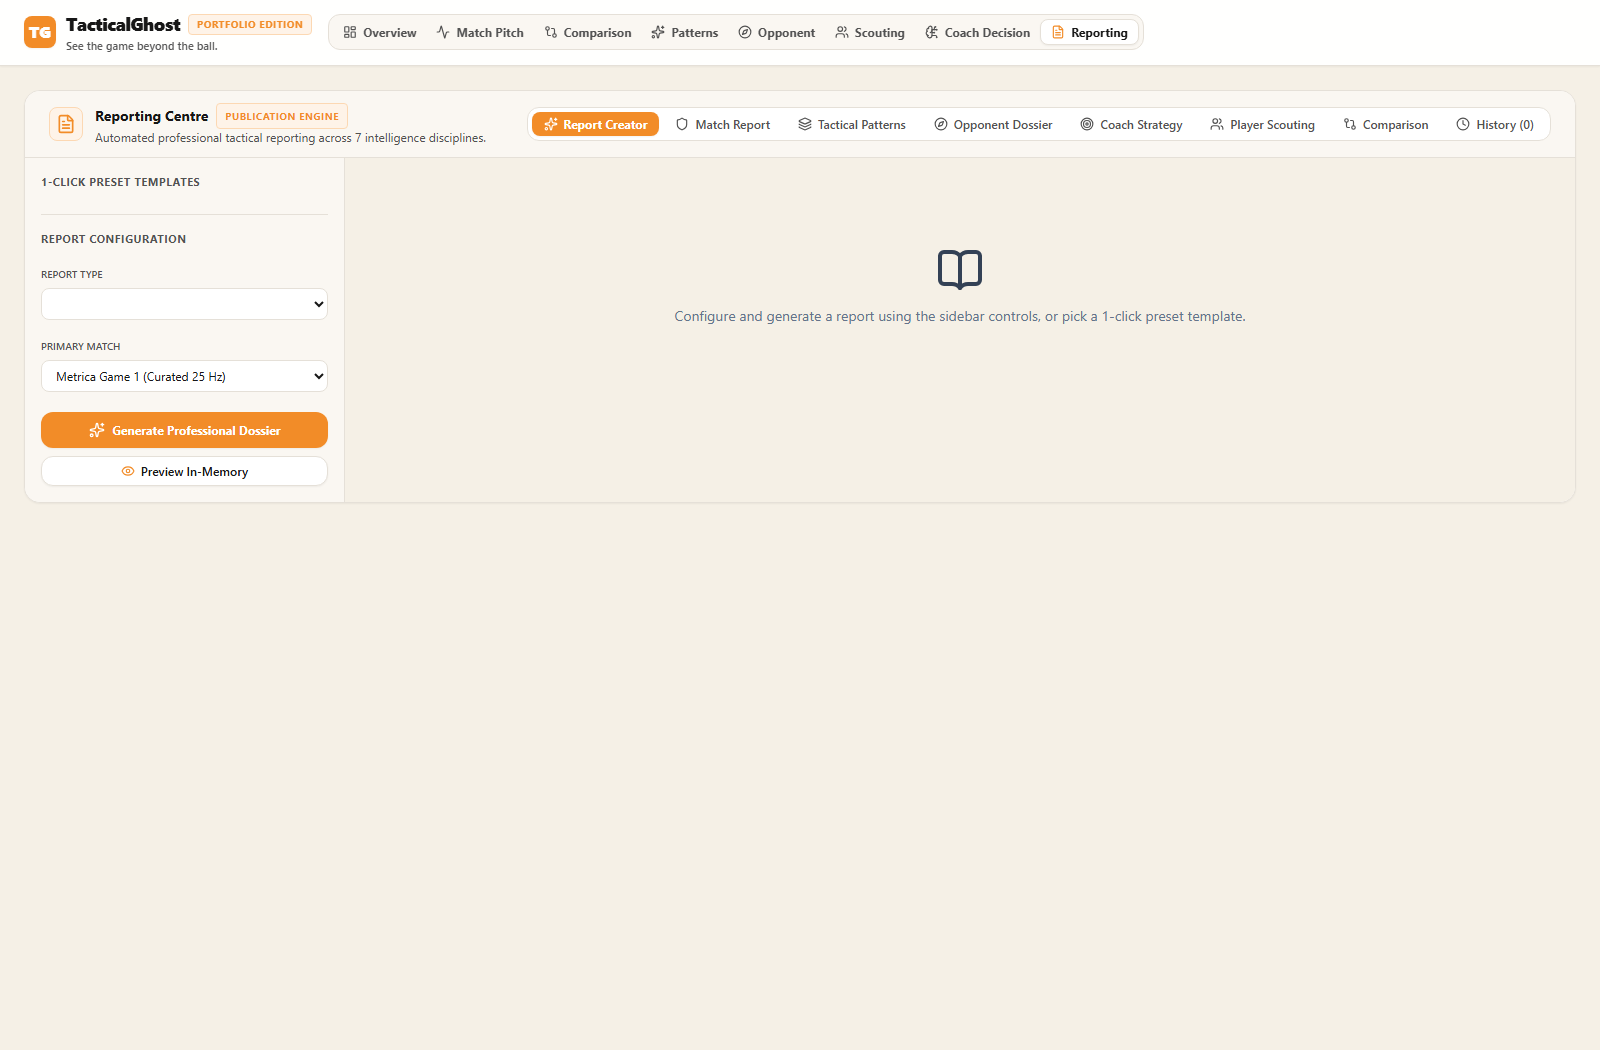 TG
TacticalGhost PORTFOLIO EDITION
See the game beyond the ball.
Overview Match Pitch Comparison Patterns Opponent Scouting Coach Decision Reporting
Reporting Centre PUBLICATION ENGINE
Automated professional tactical reporting across 7 intelligence disciplines.
Report Creator Match Report Tactical Patterns Opponent Dossier Coach Strategy Player Scouting Comparison History (0)
1-CLICK PRESET TEMPLATES
REPORT CONFIGURATION
REPORT TYPE
PRIMARY MATCH
Metrica Game 1 (Curated 25 Hz)
Generate Professional Dossier
Preview In-Memory
Configure and generate a report using the sidebar controls, or pick a 1-click preset template.